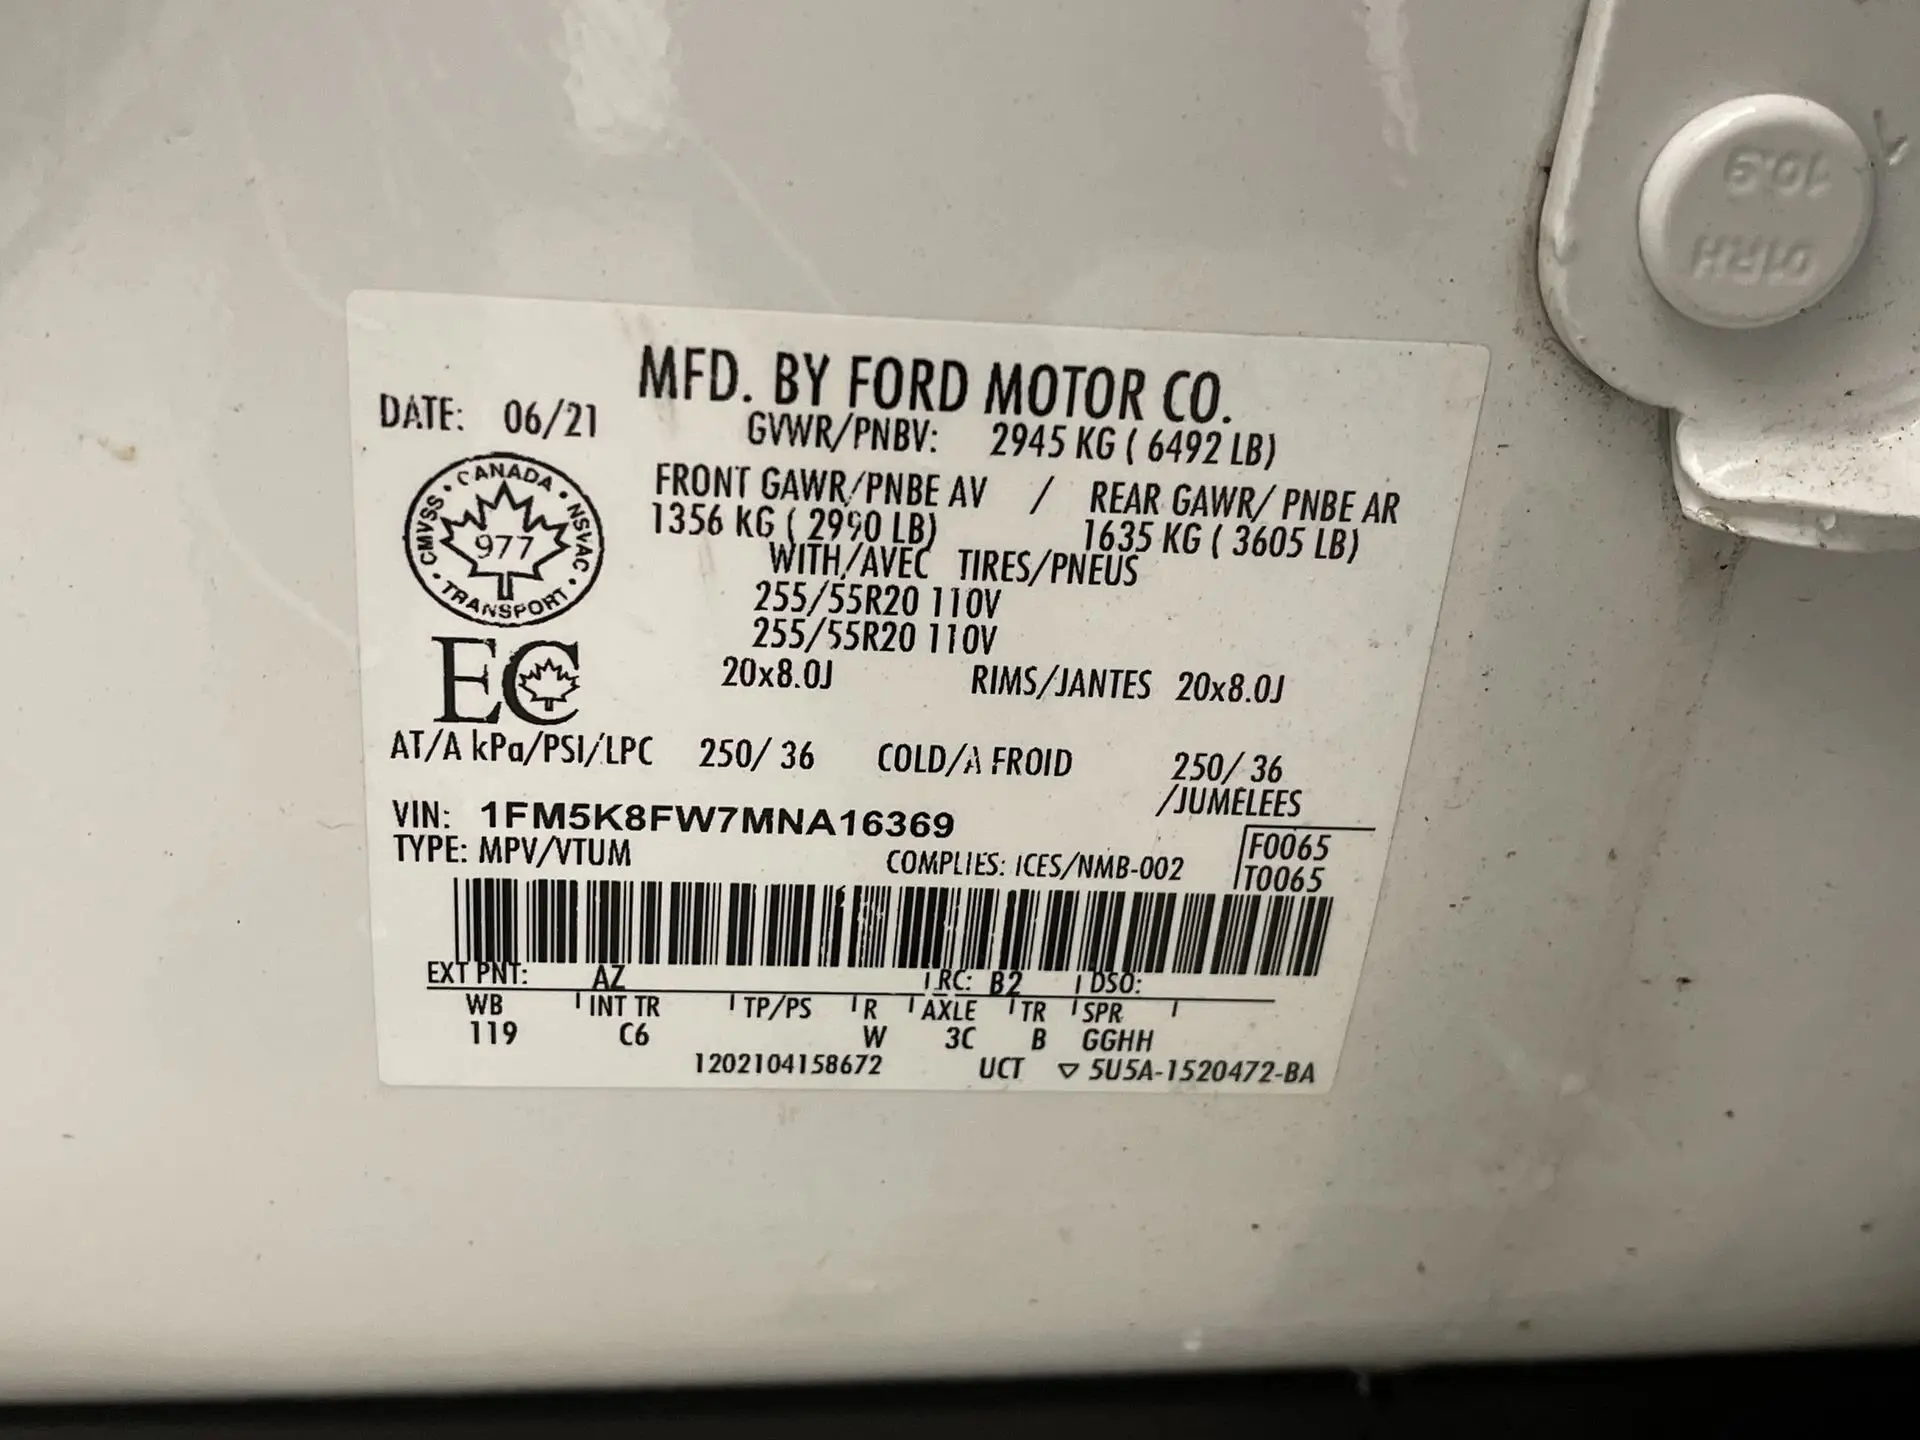 10.9
DIRH
MFD. BY FORD MOTOR CO.
DATE: 06/21
GVWR/PNBV: 2945 KG ( 6492 LB)
FRONT GAWR/PNBE AV / REAR GAWR/ PNBE AR
1356 KG ( 2990 LB) 1635 KG ( 3605 LB)
WITH/AVEC TIRES/PNEUS
255/55R20 110V
255/55R20 110V
20x8.0J RIMS/JANTES 20x8.0J
CMVSS • CANADA • NSVAC • TRANSPORT •
977
EC
AT/A kPa/PSI/LPC 250/ 36 COLD/A FROID 250/ 36
/JUMELEES
VIN: 1FM5K8FW7MNA16369
TYPE: MPV/VTUM
COMPLIES: ICES/NMB-002
F0065
T0065
EXT PNT: AZ RC: B2 DSO:
WB INT TR TP/PS R AXLE TR SPR
119 C6 W 3C B GGHH
1202104158672 UCT ▽ 5U5A-1520472-BA